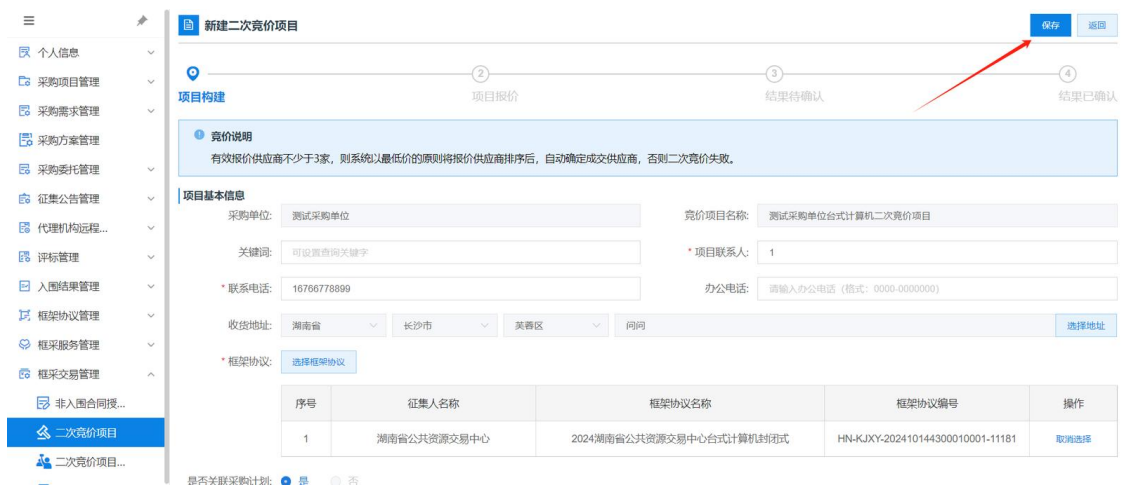 新建二次竞价项目
保存
返回
个人信息
采购项目管理
采购需求管理
采购方案管理
采购委托管理
征集公告管理
代理机构远程...
评标管理
入围结果管理
框架协议管理
框采服务管理
框采交易管理
非入围合同授...
二次竞价项目
二次竞价项目...
项目构建
2 项目报价
3 结果待确认
4 结果已确认
竞价说明
有效报价供应商不少于3家，则系统以最低价的原则将报价供应商排序后，自动确定成交供应商，否则二次竞价失败。
项目基本信息
采购单位: 测试采购单位 竞价项目名称: 测试采购单位台式计算机二次竞价项目
关键词: 可设置查询关键字 * 项目联系人: 1
* 联系电话: 16766778899 办公电话: 请输入办公电话 (格式: 0000-0000000)
收货地址: 湖南省 长沙市 芙蓉区 问问 选择地址
* 框架协议: 选择框架协议
序号 征集人名称 框架协议名称 框架协议编号 操作
1 湖南省公共资源交易中心 2024湖南省公共资源交易中心台式计算机封闭式 HN-KJXY-202410144300010001-11181 取消选择
是否关联采购计划: 是 否